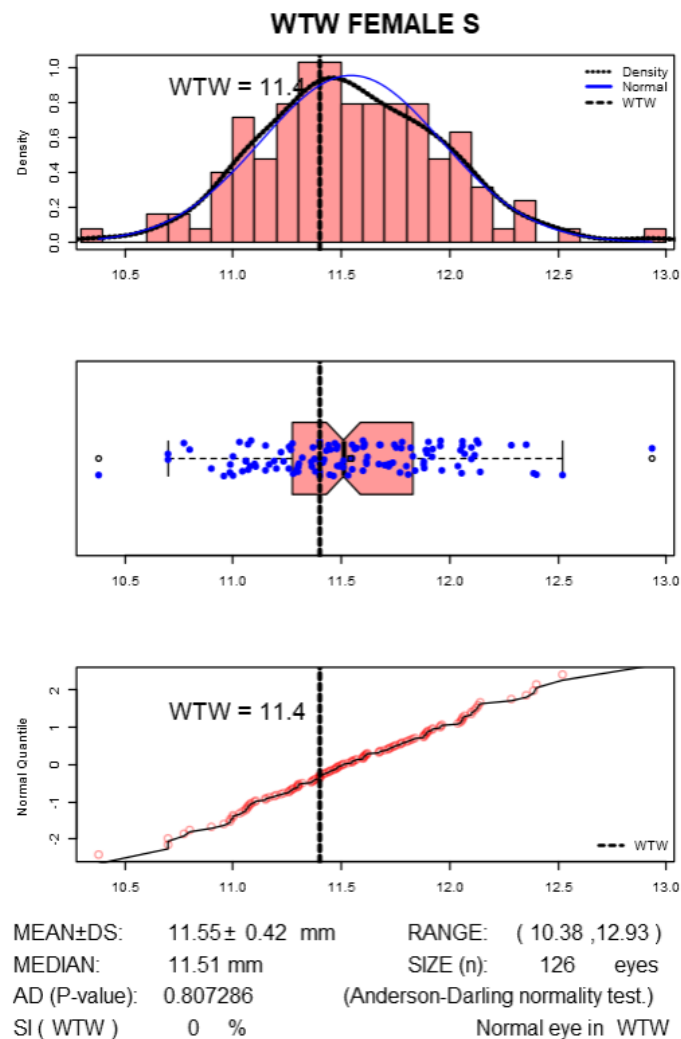 WTW FEMALE S
WTW = 11.4
Density
Normal
WTW
Density
0.0 0.2 0.4 0.6 0.8 1.0
10.5 11.0 11.5 12.0 12.5 13.0
10.5 11.0 11.5 12.0 12.5 13.0
WTW = 11.4
Normal Quantile
-2 -1 0 1 2
WTW
10.5 11.0 11.5 12.0 12.5 13.0
MEAN±DS: 11.55 ± 0.42 mm RANGE: ( 10.38 ,12.93 )
MEDIAN: 11.51 mm SIZE (n): 126 eyes
AD (P-value): 0.807286 (Anderson-Darling normality test.)
SI ( WTW ) 0 % Normal eye in WTW